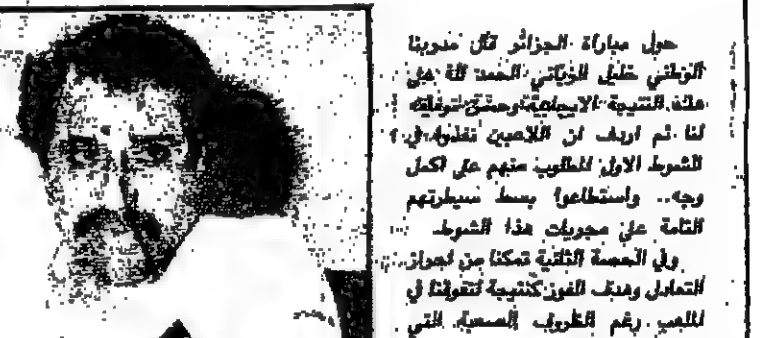 حول مباراة الجزائر قال مدربنا
الوطني خليل الزياني الحمد لله على
هذه النتيجة الايجابية وحسن توفيقه
لنا ثم اردف ان اللاعبين نفذوا في
الشوط الاول المطلوب منهم على اكمل
وجه.. واستطاعوا بسط سيطرتهم
التامة على مجريات هذا الشوط.
وفي الحصة الثانية تمكنا من احراز
التعادل وهدف الفوز كنتيجة لتفوقنا في
الملعب رغم الظروف الصعبة التي